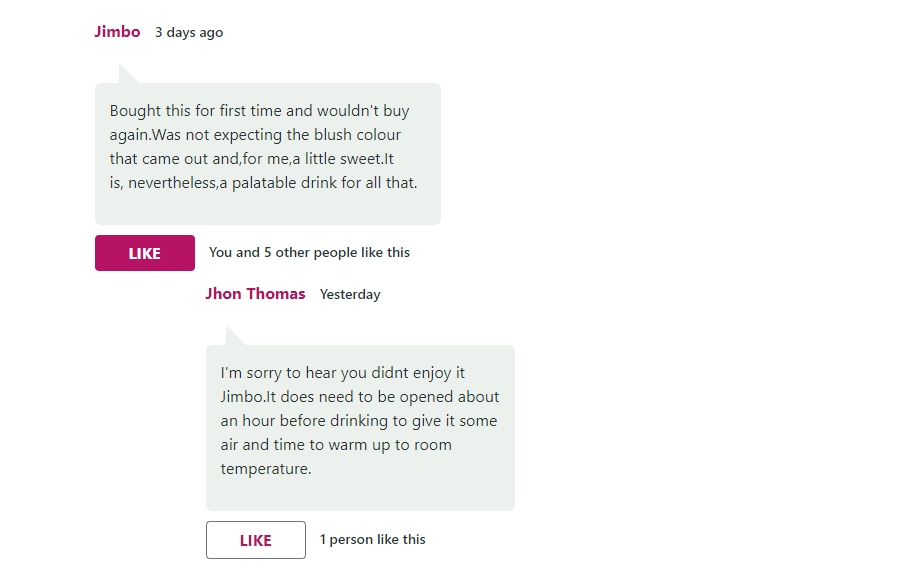 Jimbo 3 days ago
Bought this for first time and wouldn't buy
again.Was not expecting the blush colour
that came out and,for me,a little sweet.It
is, nevertheless,a palatable drink for all that.
LIKE You and 5 other people like this
Jhon Thomas Yesterday
I'm sorry to hear you didnt enjoy it
Jimbo.It does need to be opened about
an hour before drinking to give it some
air and time to warm up to room
temperature.
LIKE 1 person like this